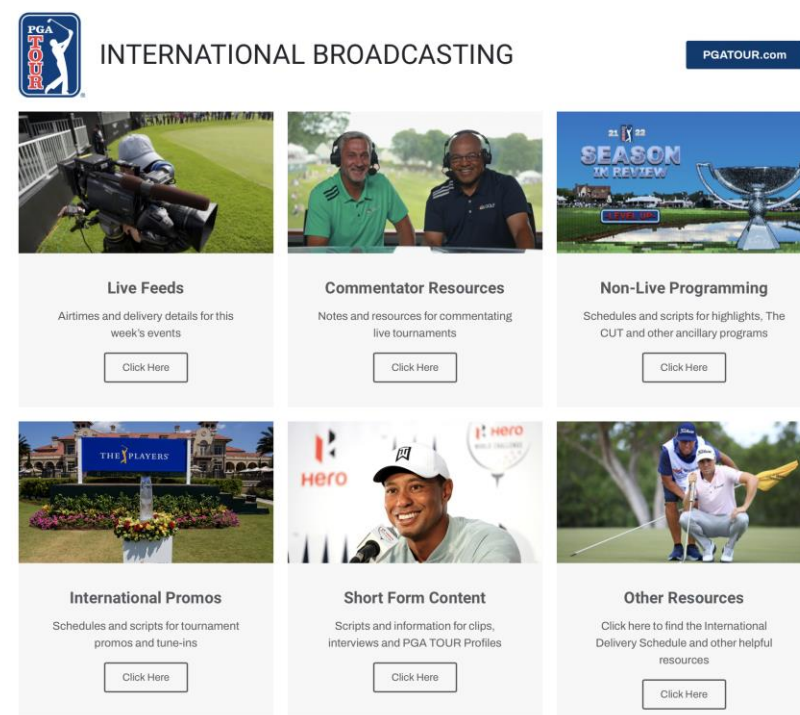 PGA
TOUR
INTERNATIONAL BROADCASTING
PGATOUR.com
21 22
SEASON
IN REVIEW
LEVEL UP
Live Feeds
Airtimes and delivery details for this
week's events
Click Here
Commentator Resources
Notes and resources for commentating
live tournaments
Click Here
Non-Live Programming
Schedules and scripts for highlights, The
CUT and other ancillary programs
Click Here
THE PLAYERS
Hero
Hero
WORLD CHALLENGE
Titleist
Titleist
International Promos
Schedules and scripts for tournament
promos and tune-ins
Click Here
Short Form Content
Scripts and information for clips,
interviews and PGA TOUR Profiles
Click Here
Other Resources
Click here to find the International
Delivery Schedule and other helpful
resources
Click Here